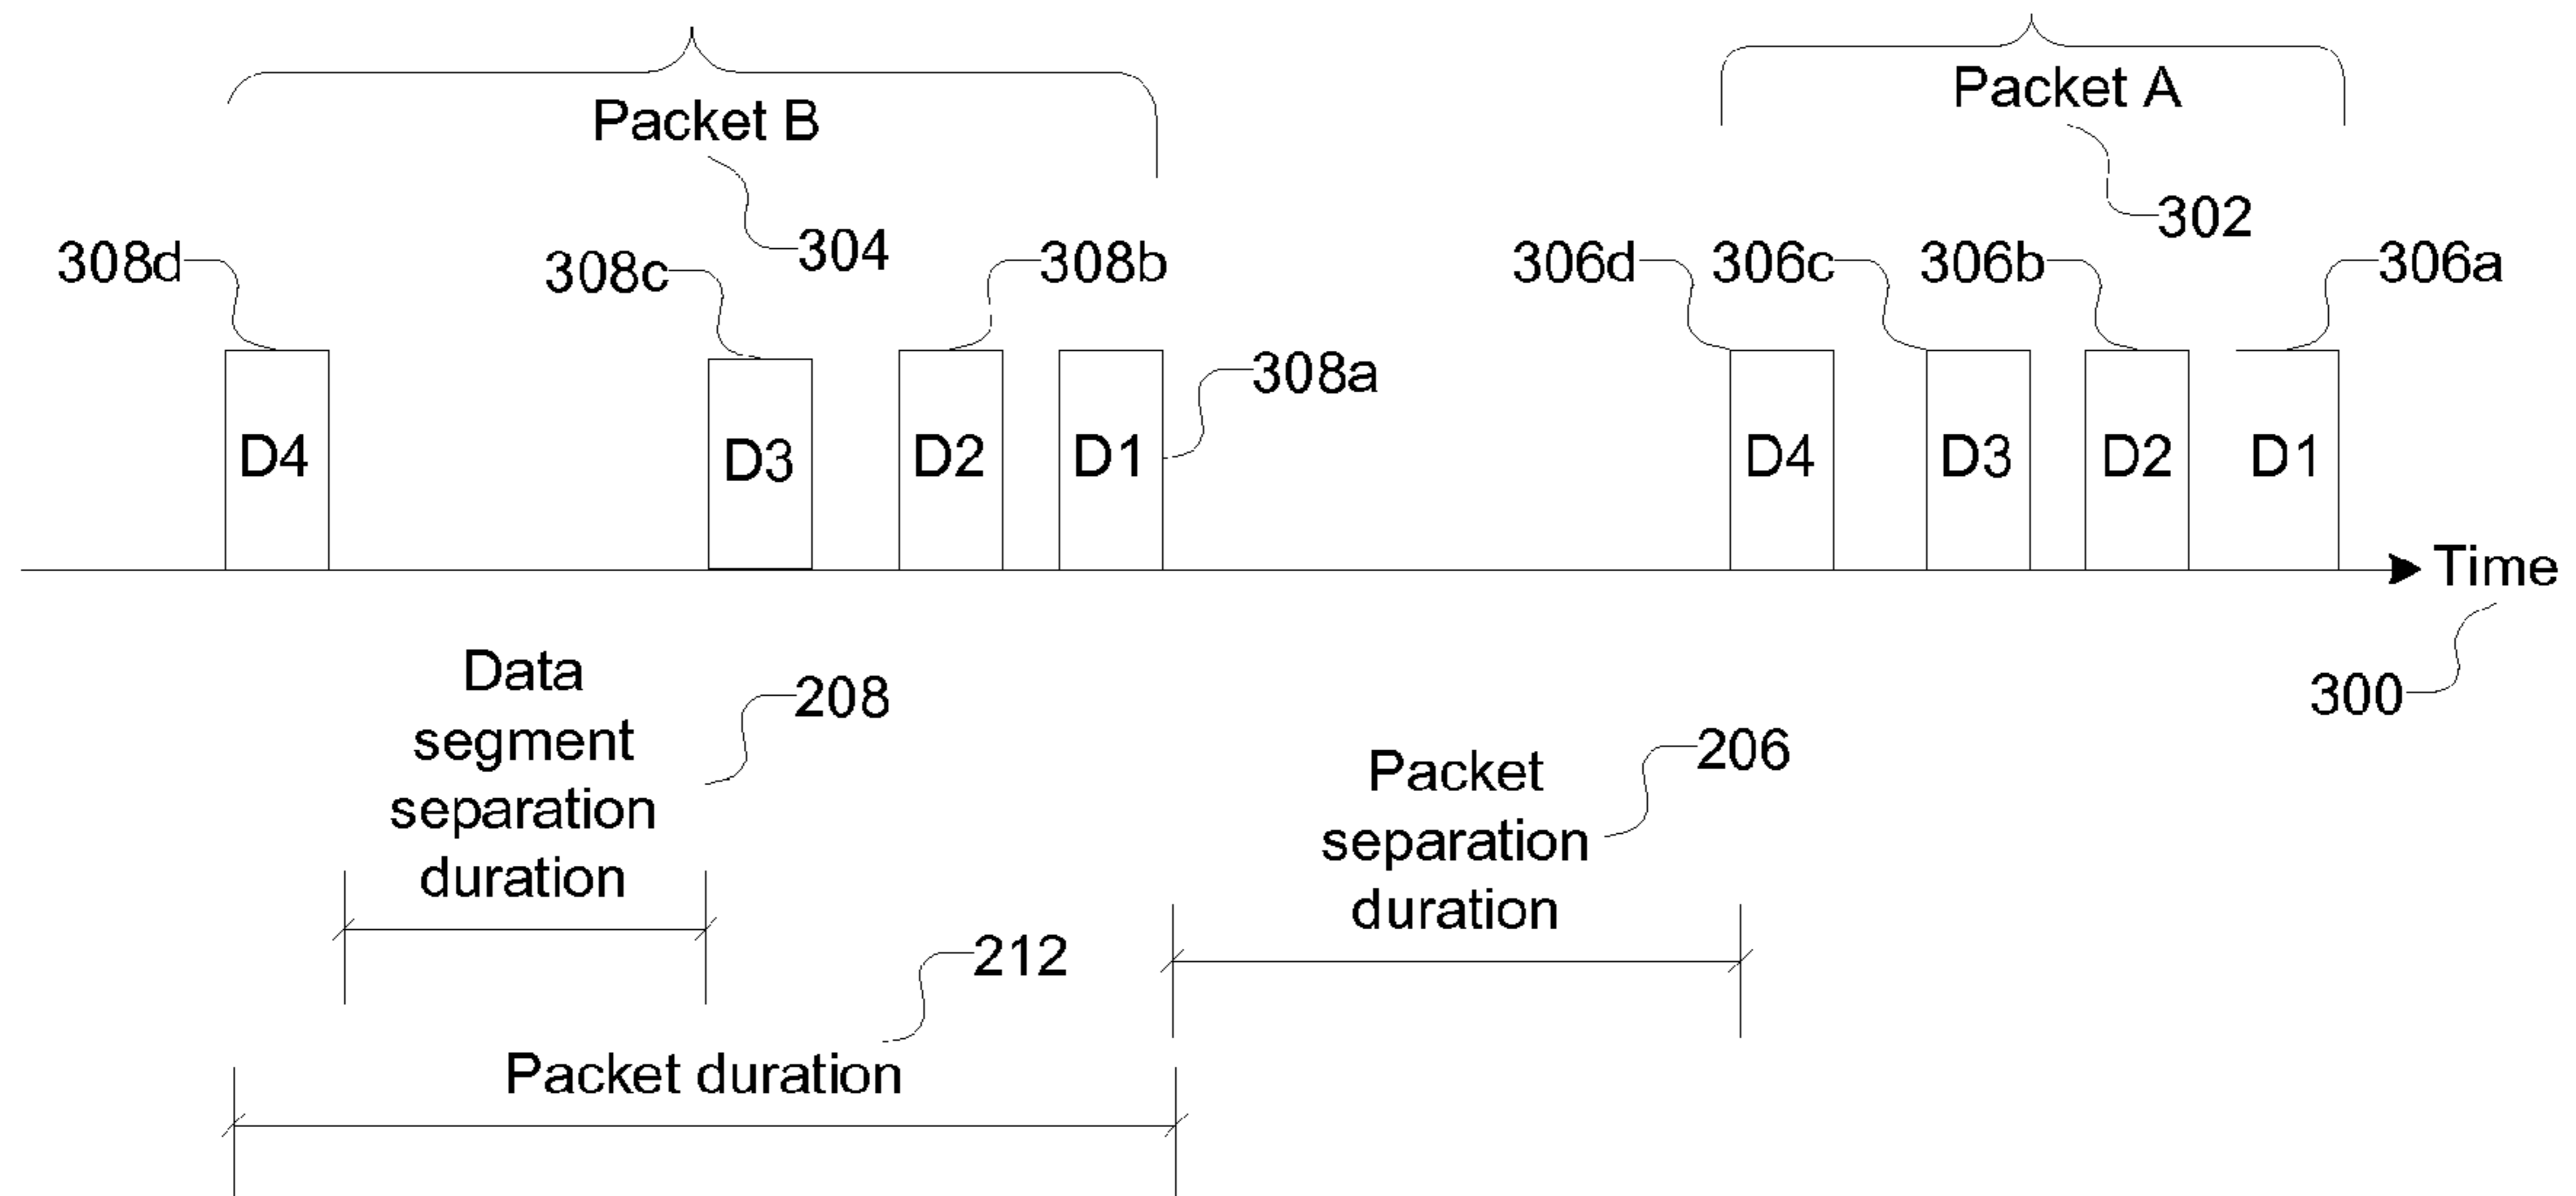 Packet A
Packet B
302
304
308d
308c
308b
306d
306c
306b
306a
308a
D4
D3
D2
D1
D4
D3
D2
D1
Time
300
Data
segment
separation
duration
208
Packet
separation
duration
206
212
Packet duration